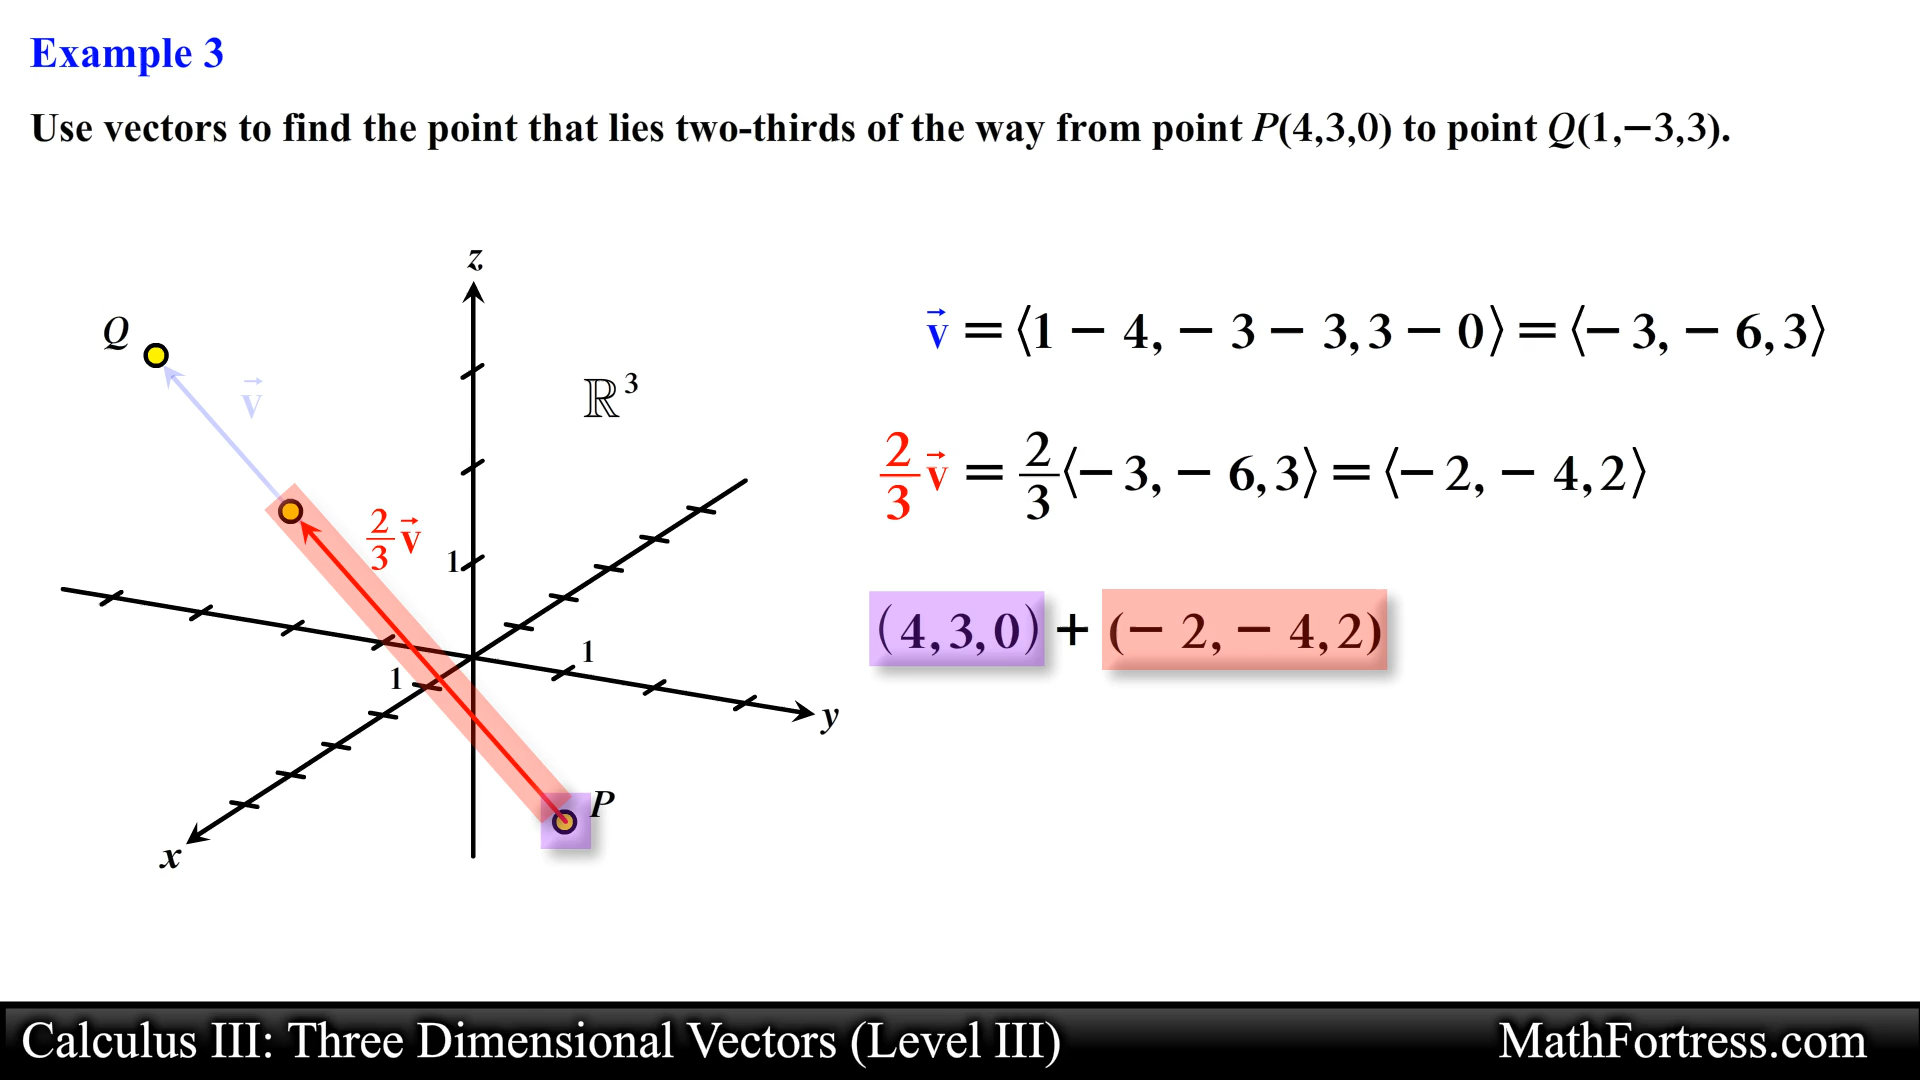 Example 3
Use vectors to find the point that lies two-thirds of the way from point P(4,3,0) to point Q(1,−3,3).
z
Q
v⃗
ℝ³
2/3 v⃗
1
1
1
P
y
x
v⃗ = ⟨1 − 4, − 3 − 3, 3 − 0⟩ = ⟨− 3, − 6, 3⟩
2/3 v⃗ = 2/3 ⟨− 3, − 6, 3⟩ = ⟨− 2, − 4, 2⟩
(4, 3, 0) + (− 2, − 4, 2)
Calculus III: Three Dimensional Vectors (Level III)
MathFortress.com